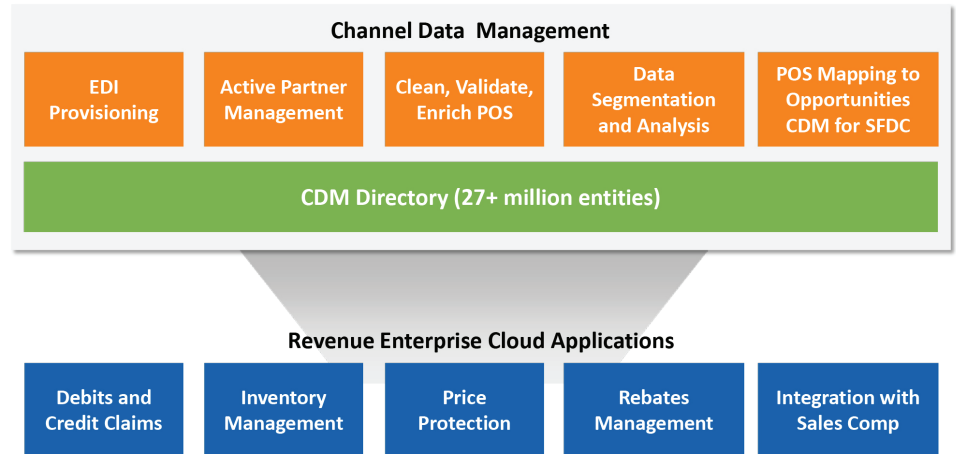 Channel Data Management
EDI
Provisioning
Active Partner
Management
Clean, Validate,
Enrich POS
Data
Segmentation
and Analysis
POS Mapping to
Opportunities
CDM for SFDC
CDM Directory (27+ million entities)
Revenue Enterprise Cloud Applications
Debits and
Credit Claims
Inventory
Management
Price
Protection
Rebates
Management
Integration with
Sales Comp